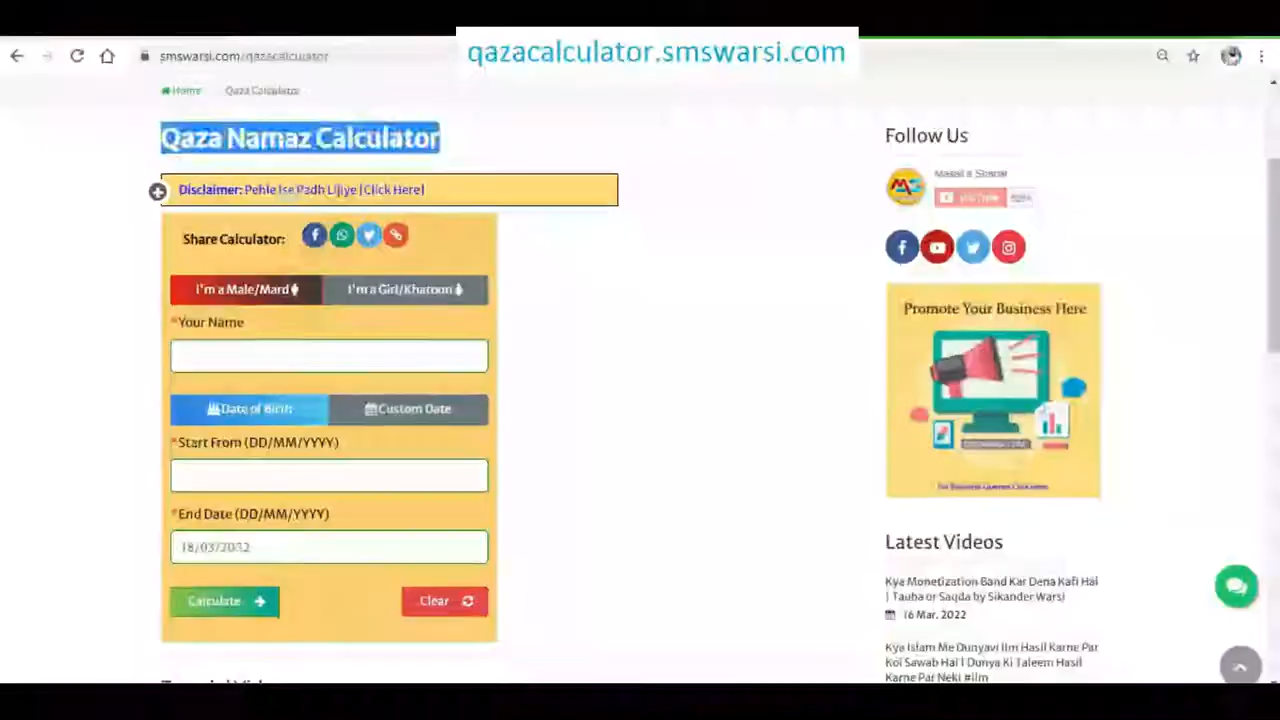 qazacalculator.smswarsi.com
smswarsi.com/qazacalculator
Home
Qaza Calculator
Qaza Namaz Calculator
Disclaimer: Pehle Ise Padh Lijiye [Click Here]
Share Calculator:
I'm a Male/Mard
I'm a Girl/Khatoon
*Your Name
Date of Birth
Custom Date
*Start From (DD/MM/YYYY)
*End Date (DD/MM/YYYY)
18/03/2022
Calculate
Clear
Follow Us
YouTube
Promote Your Business Here
Latest Videos
Kya Monetization Band Kar Dena Kafi Hai
| Tauba or Sajda by Sikander Warsi
16 Mar, 2022
Kya Islam Me Dunyavi Ilm Hasil Karne Par
Koi Sawab Hai | Dunya Ki Taleem Hasil
Karne Par Neki #ilm